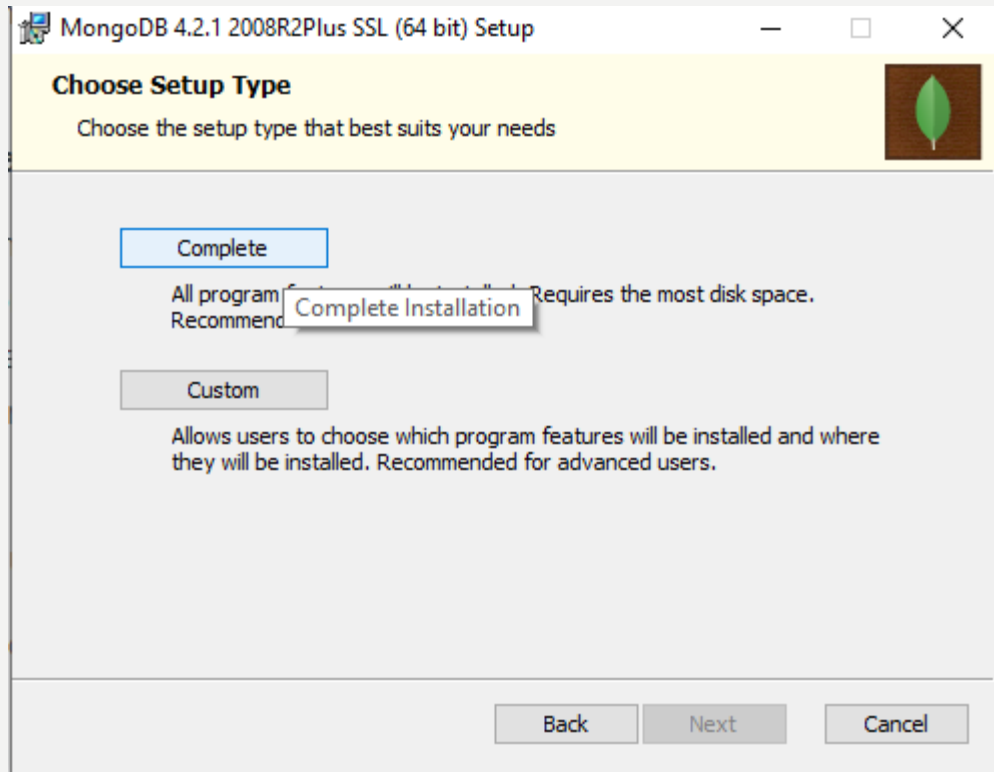 MongoDB 4.2.1 2008R2Plus SSL (64 bit) Setup
Choose Setup Type
Choose the setup type that best suits your needs
Complete
All program Requires the most disk space.
Complete Installation
Custom
Allows users to choose which program features will be installed and where
they will be installed. Recommended for advanced users.
Back Next Cancel